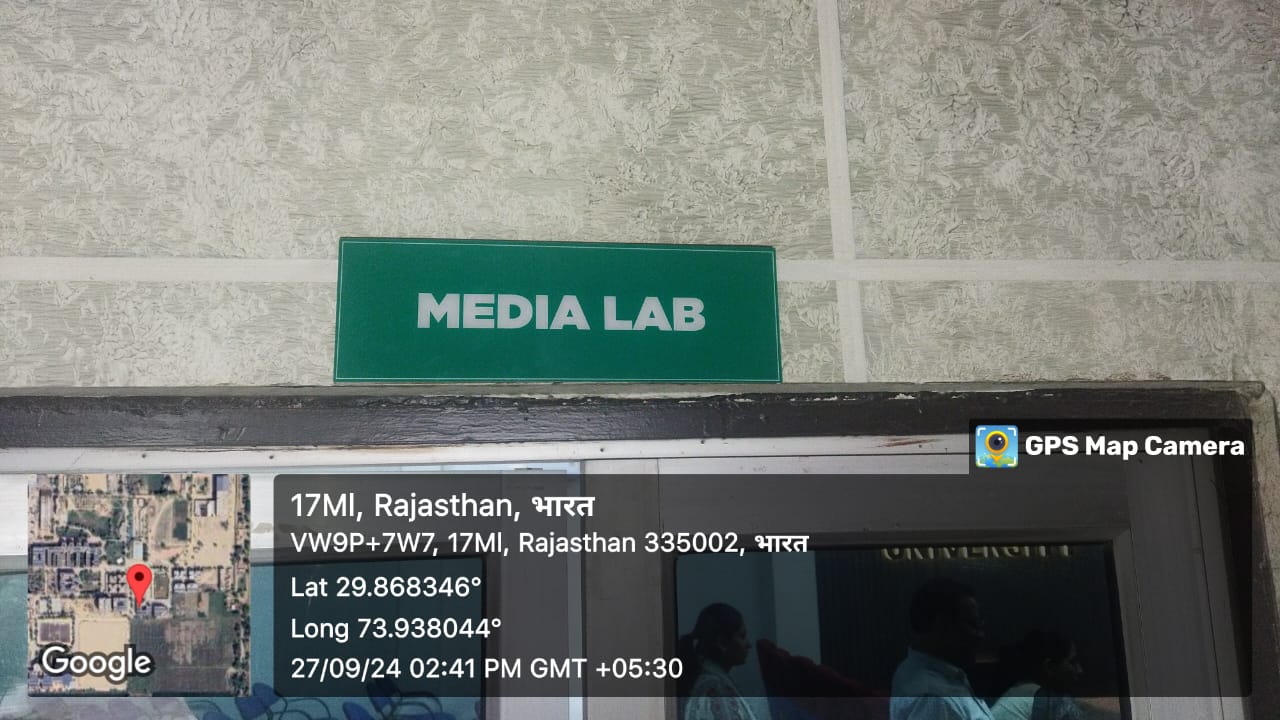 MEDIA LAB
GPS Map Camera
17Ml, Rajasthan, भारत
VW9P+7W7, 17Ml, Rajasthan 335002, भारत
Lat 29.868346°
Long 73.938044°
27/09/24 02:41 PM GMT +05:30
Google
UNIVERSITY